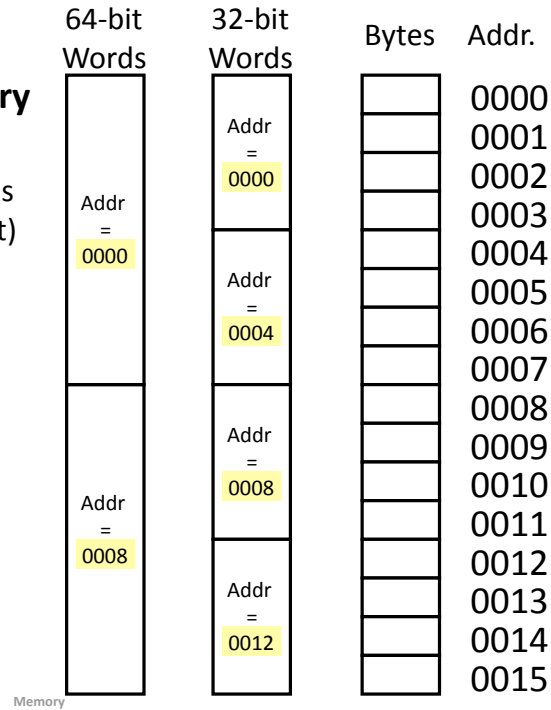 64-bit
Words
32-bit
Words
Bytes
Addr.
ry
s
t)
Addr
=
0000
Addr
=
0008
Addr
=
0000
Addr
=
0004
Addr
=
0008
Addr
=
0012
0000
0001
0002
0003
0004
0005
0006
0007
0008
0009
0010
0011
0012
0013
0014
0015
Memory